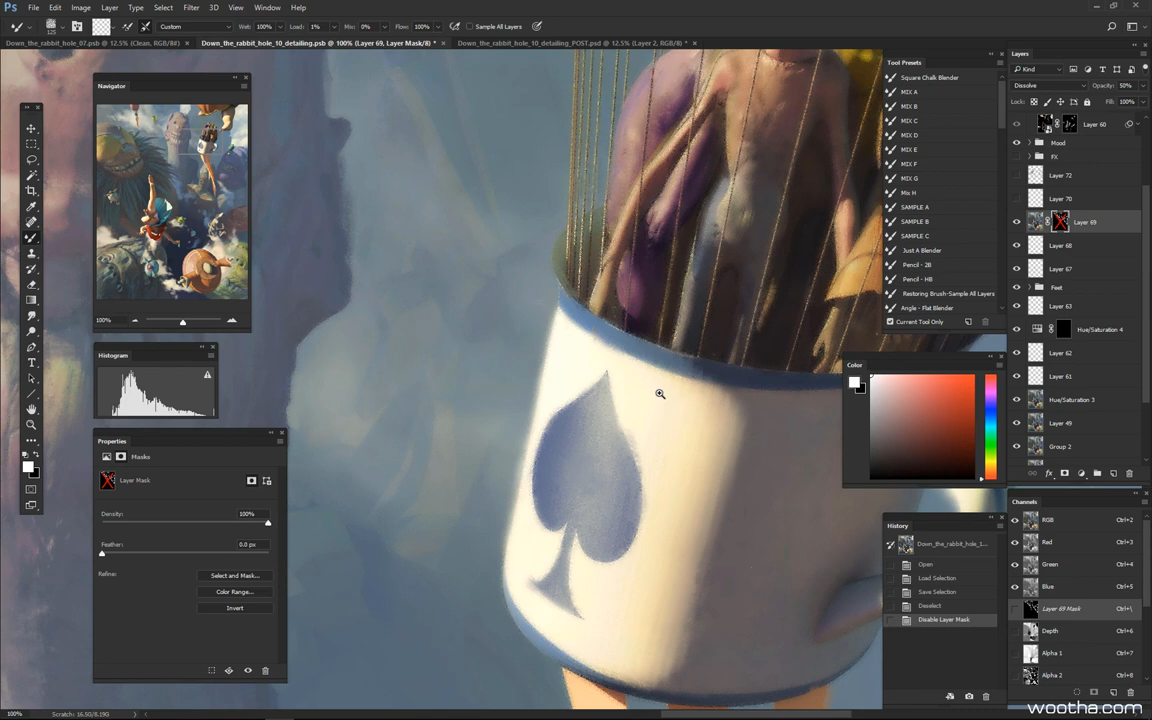 Ps File Edit Image Layer Type Select Filter 3D View Window Help
125 Custom Wet: 100% Load: 1% Mix: 0% Flow: 100% Sample All Layers
Down_the_rabbit_hole_07.psb @ 12.5% (Clean, RGB/8#) × Down_the_rabbit_hole_10_detailing.psb @ 100% (Layer 69, Layer Mask/8) * × Down_the_rabbit_hole_10_detailing_POST.psd @ 12.5% (Layer 2, RGB/8) * ×
Navigator
100%
Histogram
Properties
Masks
Layer Mask
Density: 100%
Feather: 0.0 px
Refine: Select and Mask...
Color Range...
Invert
Tool Presets
Square Chalk Blender
MIX A
MIX B
MIX C
MIX D
MIX E
MIX F
MIX G
Mix H
SAMPLE A
SAMPLE B
SAMPLE C
Just A Blender
Pencil - 2B
Pencil - HB
Restoring Brush-Sample All Layers
Angle - Flat Blender
Current Tool Only
Color
History
Down_the_rabbit_hole_1...
Open
Load Selection
Save Selection
Deselect
Disable Layer Mask
Layers
Kind
Dissolve Opacity: 50%
Lock: Fill: 100%
Layer 60
Mood
FX
Layer 72
Layer 70
Layer 69
Layer 68
Layer 67
Feet
Layer 63
Hue/Saturation 4
Layer 62
Layer 61
Hue/Saturation 3
Layer 49
Group 2
Channels
RGB Ctrl+2
Red Ctrl+3
Green Ctrl+4
Blue Ctrl+5
Layer 69 Mask Ctrl+\
Depth Ctrl+6
Alpha 1 Ctrl+7
Alpha 2 Ctrl+8
100% Scratch: 16.5G/8.19G
wootha.com